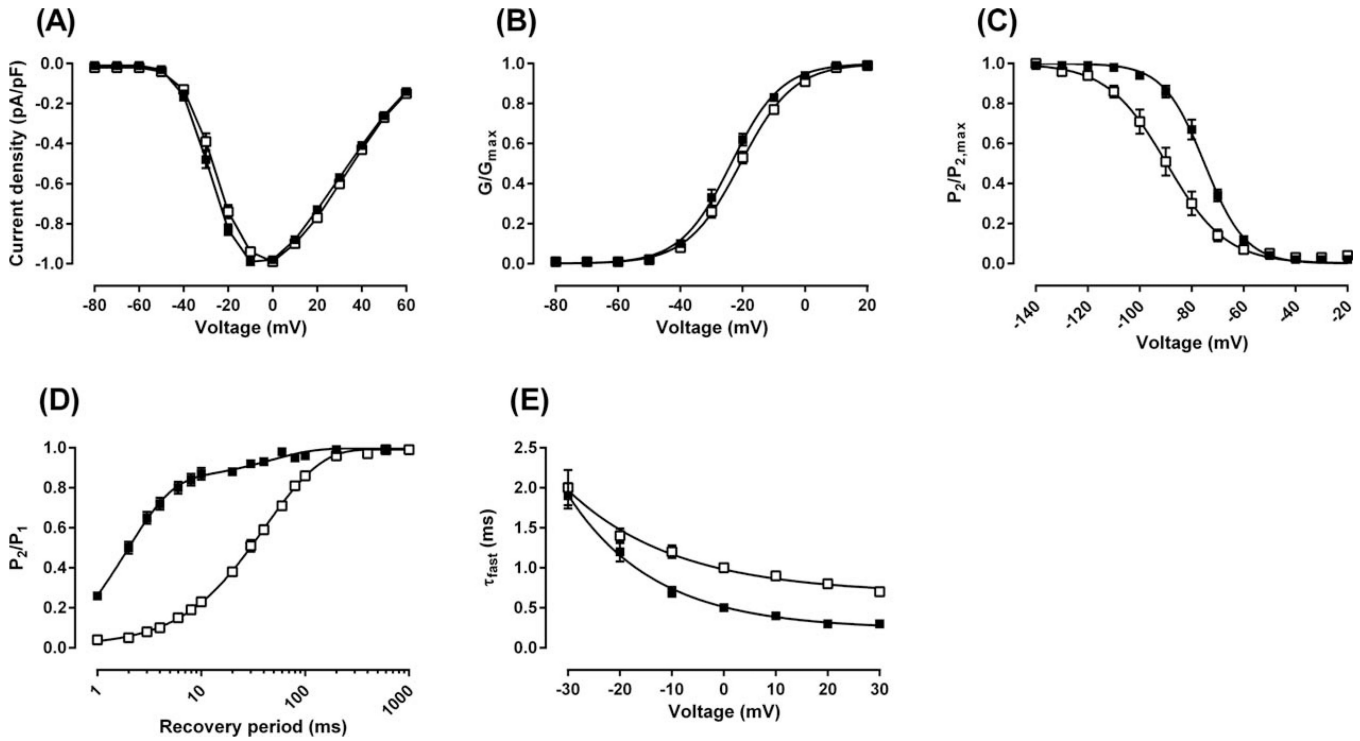 (A)
Current density (pA/pF)
0.0
-0.2
-0.4
-0.6
-0.8
-1.0
-80 -60 -40 -20 0 20 40 60
Voltage (mV)
(B)
G/Gmax
1.0
0.8
0.6
0.4
0.2
0.0
-80 -60 -40 -20 0 20
Voltage (mV)
(C)
P2/P2,max
1.0
0.8
0.6
0.4
0.2
0.0
-140 -120 -100 -80 -60 -40 -20
Voltage (mV)
(D)
P2/P1
1.0
0.8
0.6
0.4
0.2
0.0
1 10 100 1000
Recovery period (ms)
(E)
τfast (ms)
2.5
2.0
1.5
1.0
0.5
0.0
-30 -20 -10 0 10 20 30
Voltage (mV)